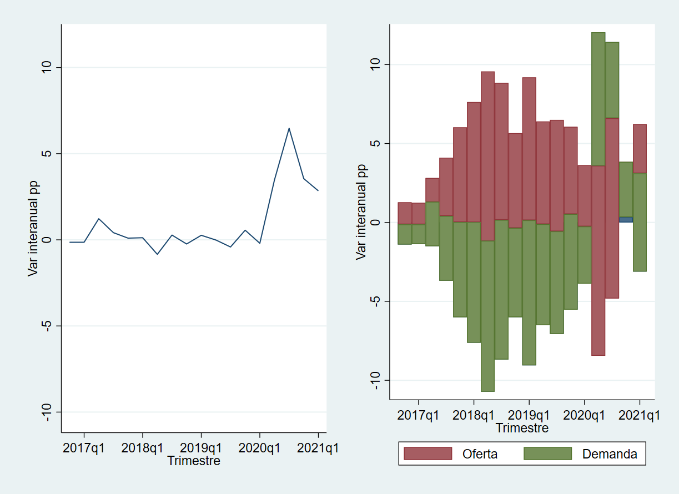 Var interanual pp
10
5
0
-5
-10
2017q1 2018q1 2019q1 2020q1 2021q1
Trimestre
Var interanual pp
10
5
0
-5
-10
2017q1 2018q1 2019q1 2020q1 2021q1
Trimestre
Oferta Demanda